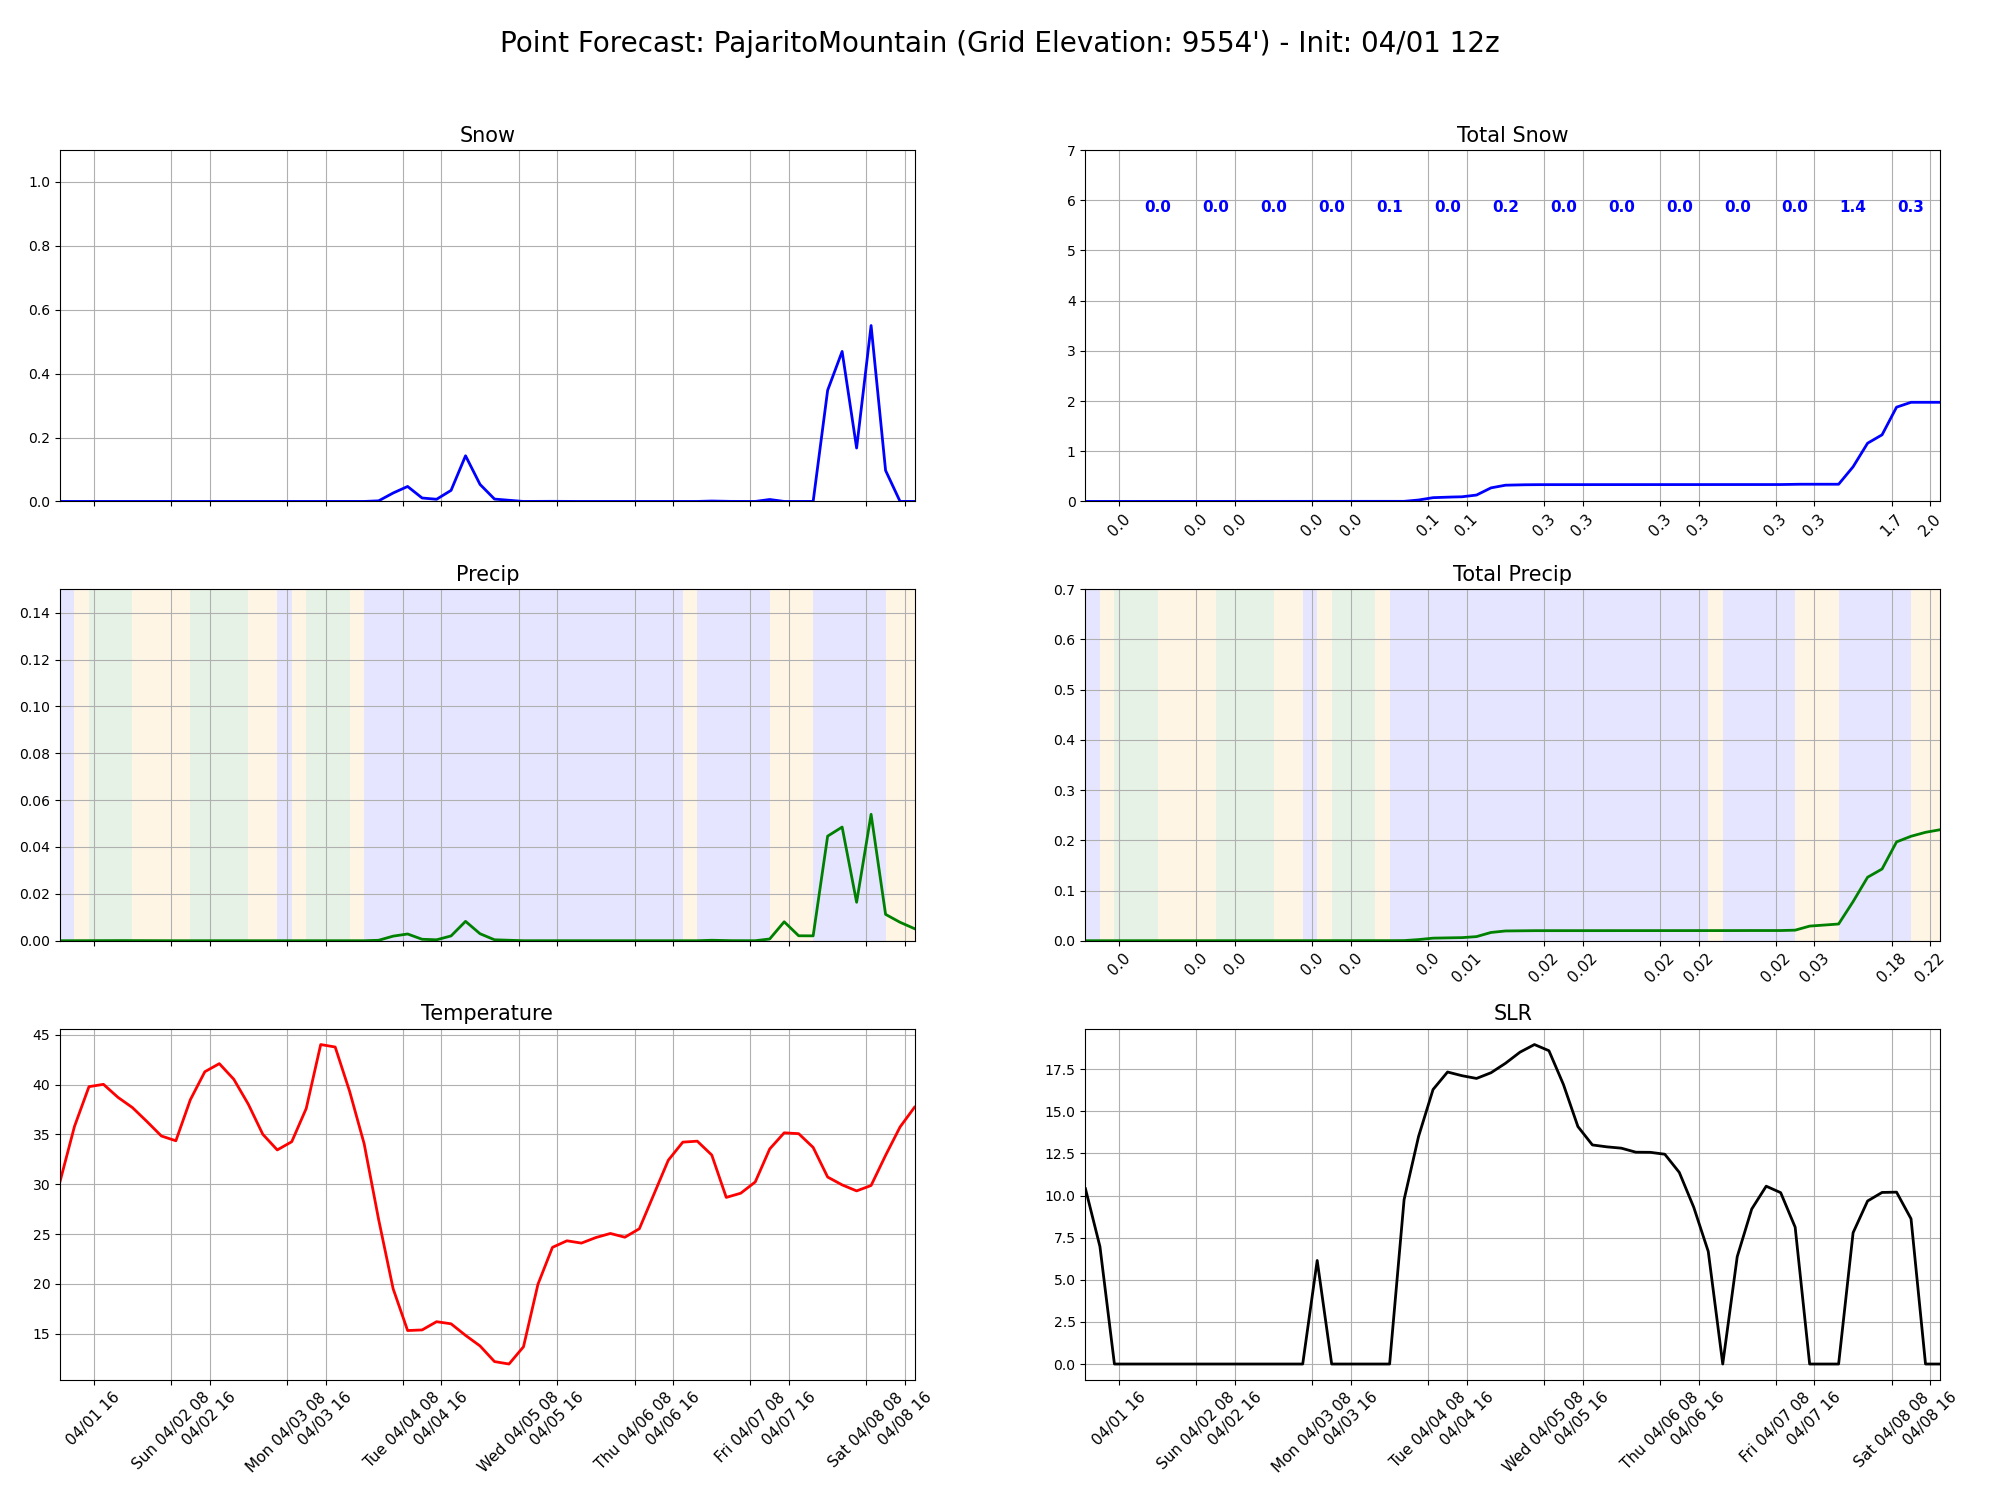 Point Forecast: PajaritoMountain (Grid Elevation: 9554') - Init: 04/01 12z
Snow
1.0
0.8
0.6
0.4
0.2
0.0
Total Snow
7
6
5
4
3
2
1
0
0.0 0.0 0.0 0.0 0.1 0.0 0.2 0.0 0.0 0.0 0.0 0.0 1.4 0.3
0.0 0.0 0.0 0.0 0.0 0.1 0.1 0.3 0.3 0.3 0.3 0.3 0.3 1.7 2.0
Precip
0.14
0.12
0.10
0.08
0.06
0.04
0.02
0.00
Total Precip
0.7
0.6
0.5
0.4
0.3
0.2
0.1
0.0
0.0 0.0 0.0 0.0 0.0 0.0 0.01 0.02 0.02 0.02 0.02 0.02 0.03 0.18 0.22
Temperature
45
40
35
30
25
20
15
04/01 16
Sun 04/02 08
04/02 16
Mon 04/03 08
04/03 16
Tue 04/04 08
04/04 16
Wed 04/05 08
04/05 16
Thu 04/06 08
04/06 16
Fri 04/07 08
04/07 16
Sat 04/08 08
04/08 16
SLR
17.5
15.0
12.5
10.0
7.5
5.0
2.5
0.0
04/01 16
Sun 04/02 08
04/02 16
Mon 04/03 08
04/03 16
Tue 04/04 08
04/04 16
Wed 04/05 08
04/05 16
Thu 04/06 08
04/06 16
Fri 04/07 08
04/07 16
Sat 04/08 08
04/08 16